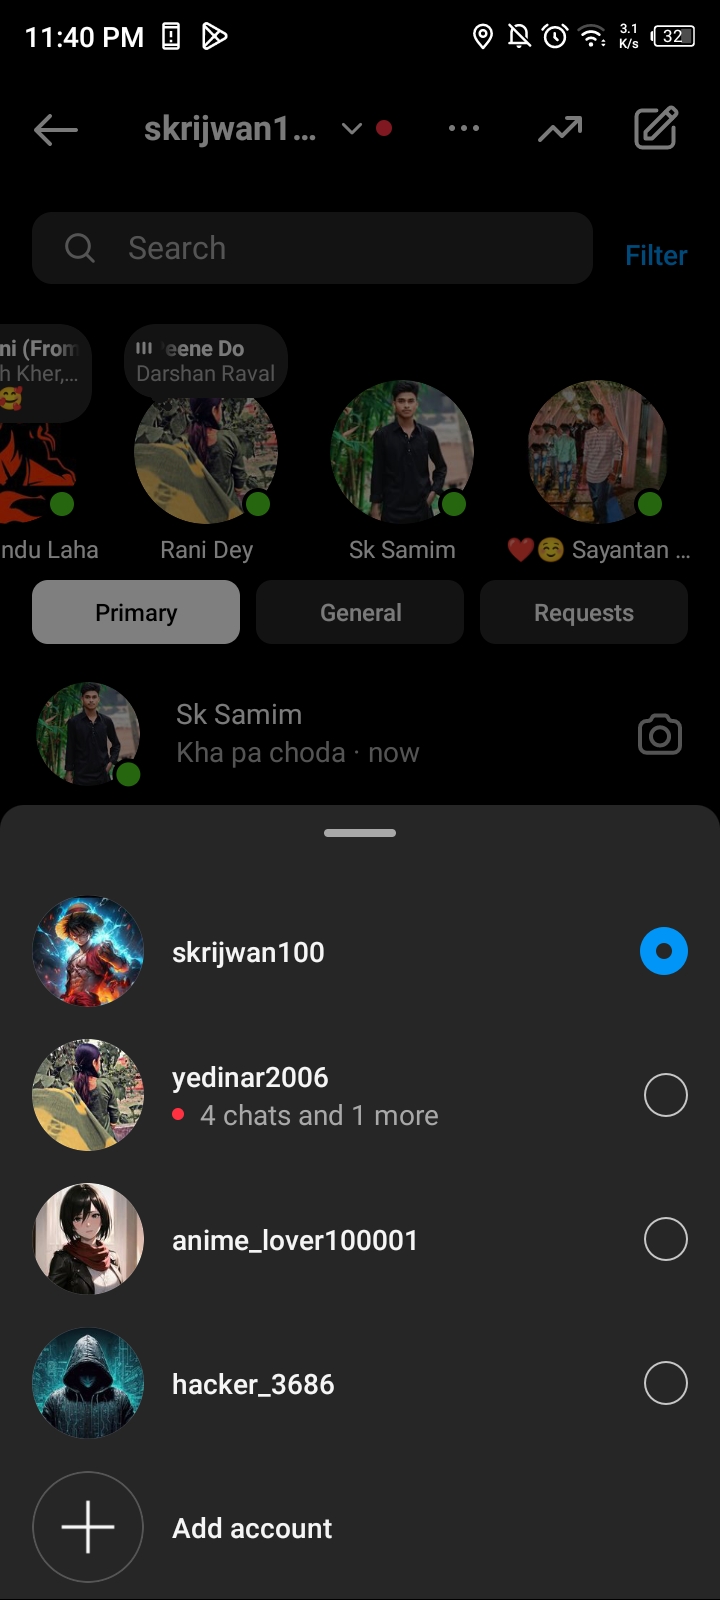 11:40 PM
3.1
K/s
32
skrijwan1...
Search
Filter
ni (From
h Kher,...
eene Do
Darshan Raval
ndu Laha
Rani Dey
Sk Samim
❤️☺️ Sayantan ...
Primary
General
Requests
Sk Samim
Kha pa choda · now
skrijwan100
yedinar2006
4 chats and 1 more
anime_lover100001
hacker_3686
Add account